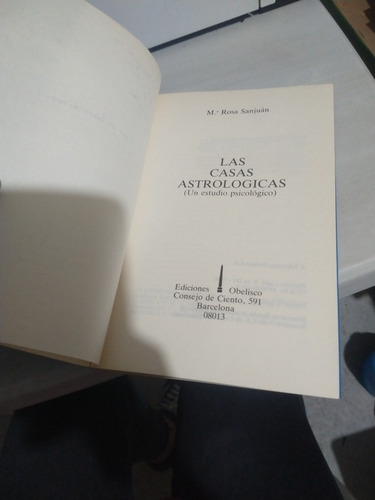 M.ª Rosa Sanjuán
LAS
CASAS
ASTROLOGICAS
(Un estudio psicológico)
Ediciones Obelisco
Consejo de Ciento, 591
Barcelona
08013